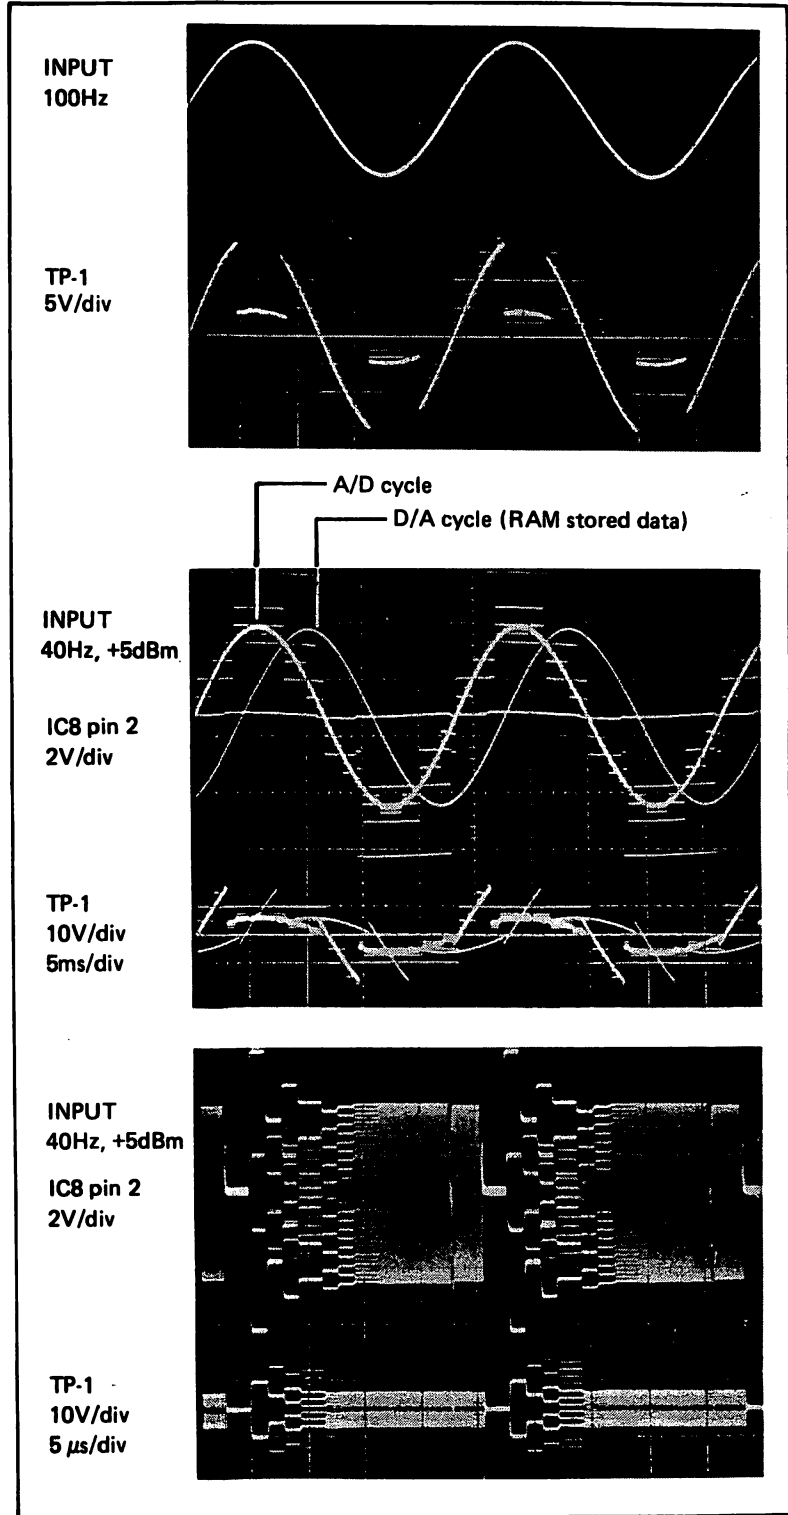 INPUT
100Hz
TP-1
5V/div
A/D cycle
D/A cycle (RAM stored data)
INPUT
40Hz, +5dBm
IC8 pin 2
2V/div
TP-1
10V/div
5ms/div
INPUT
40Hz, +5dBm
IC8 pin 2
2V/div
TP-1
10V/div
5 µs/div